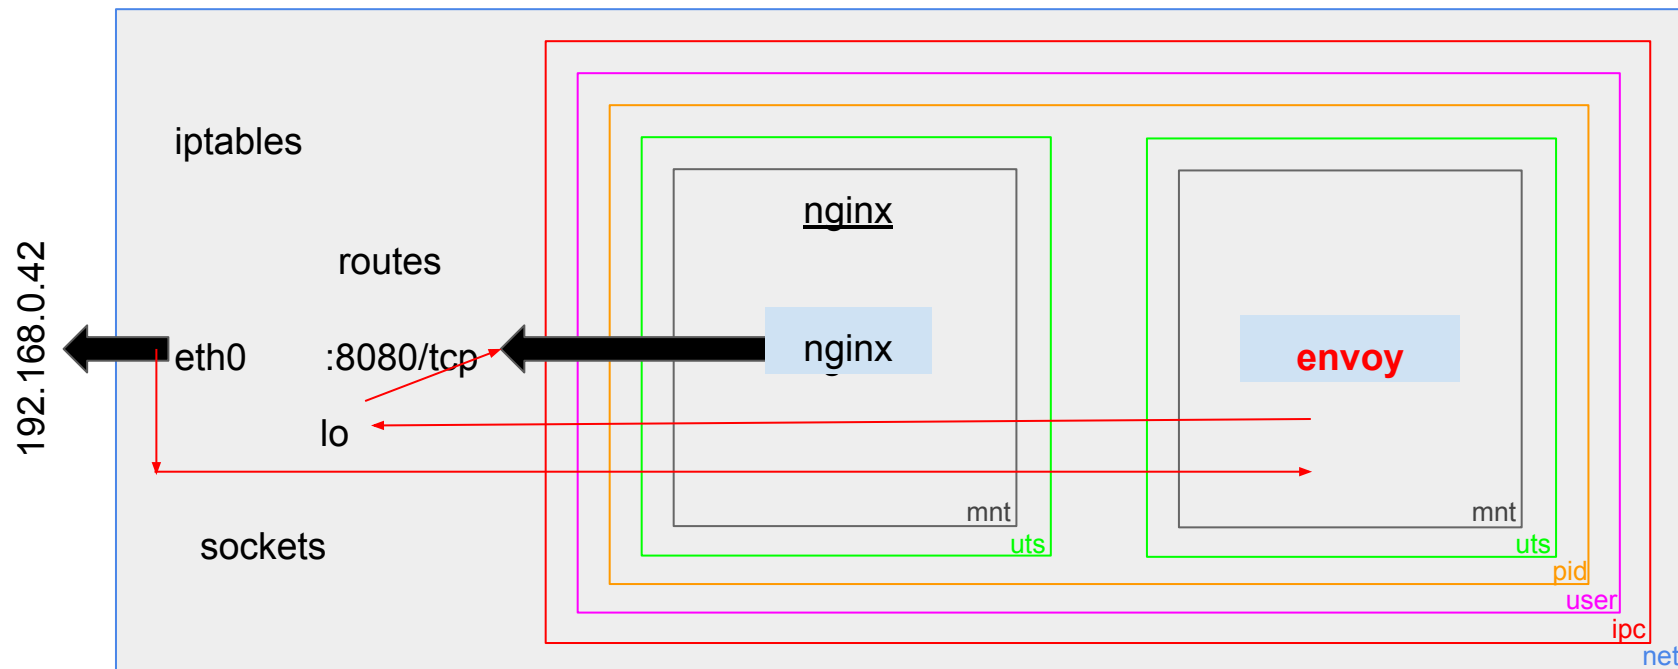 192.168.0.42
iptables
routes
eth0
:8080/tcp
lo
sockets
nginx
nginx
mnt
uts
envoy
mnt
uts
pid
user
ipc
net